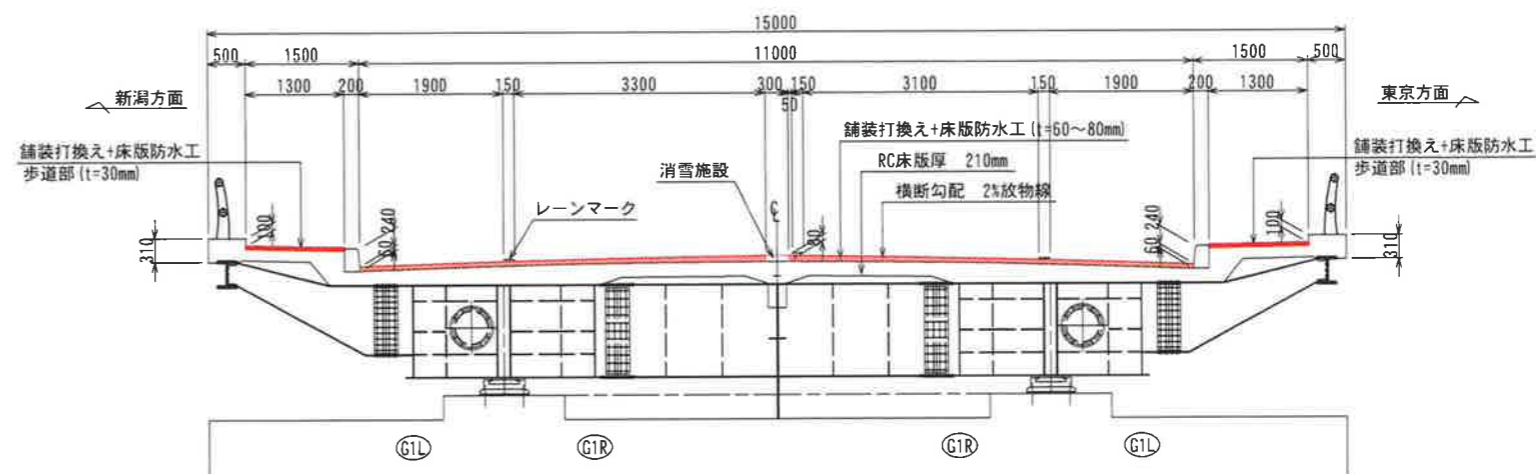 15000
500
1500
11000
1500
500
1300
200
1900
150
3300
300
150
50
3100
150
1900
200
1300
新潟方面
東京方面
舗装打換え+床版防水工(t=60～80mm)
舗装打換え+床版防水工
歩道部(t=30mm)
RC床版厚 210mm
舗装打換え+床版防水工
歩道部(t=30mm)
消雪施設
横断勾配 2%放物線
℄
レーンマーク
310
100
60
240
80
60
240
100
310
G1L
G1R
G1R
G1L